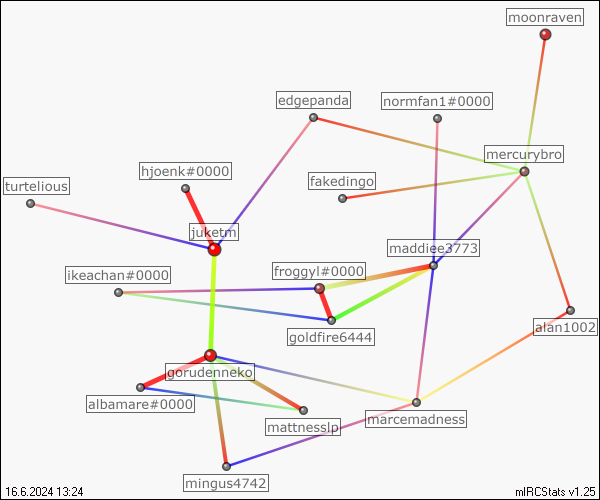 moonraven
edgepanda
normfan1#0000
mercurybro
hjoenk#0000
fakedingo
turtelious
juketm
maddiee3773
ikeachan#0000
froggyl#0000
goldfire6444
alan1002
gorudenneko
albamare#0000
marcemadness
mattnesslp
mingus4742
16.6.2024 13:24
mIRCStats v1.25